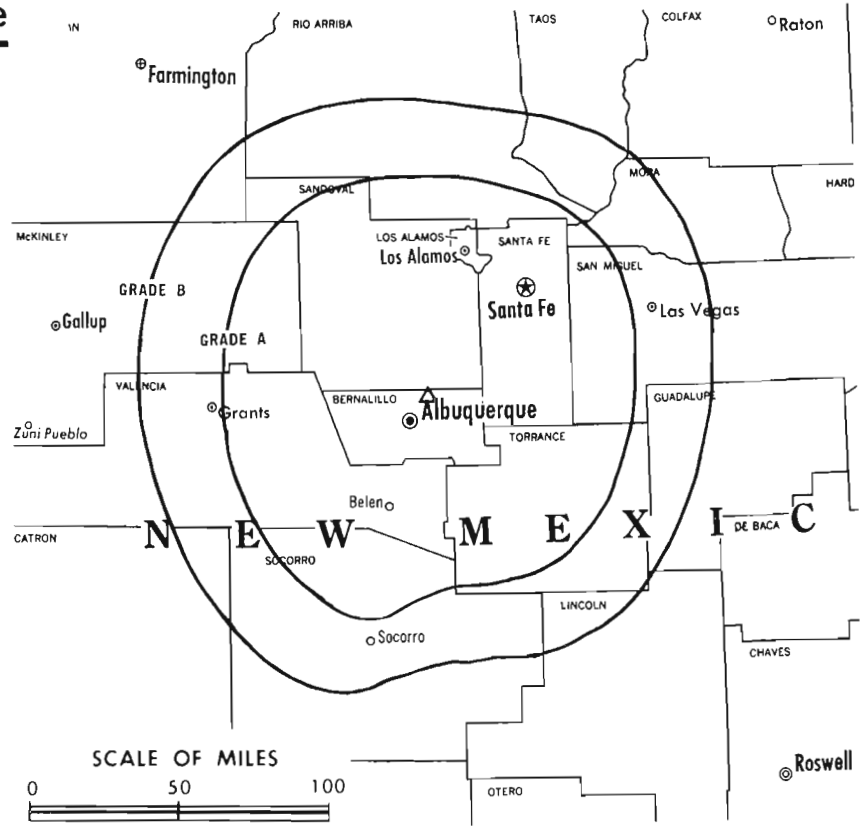 e
IN
RIO ARRIBA
TAOS
COLFAX
Raton
Farmington
MORA
HARD
SANDOVAL
McKINLEY
LOS ALAMOS
SANTA FE
Los Alamos
SAN MIGUEL
GRADE B
Santa Fe
Las Vegas
Gallup
GRADE A
VALENCIA
BERNALILLO
GUADALUPE
Grants
Albuquerque
Zuni Pueblo
TORRANCE
Belen
N E W M E X I C
DE BACA
CATRON
SOCORRO
LINCOLN
Socorro
CHAVES
SCALE OF MILES
Roswell
0 50 100
OTERO